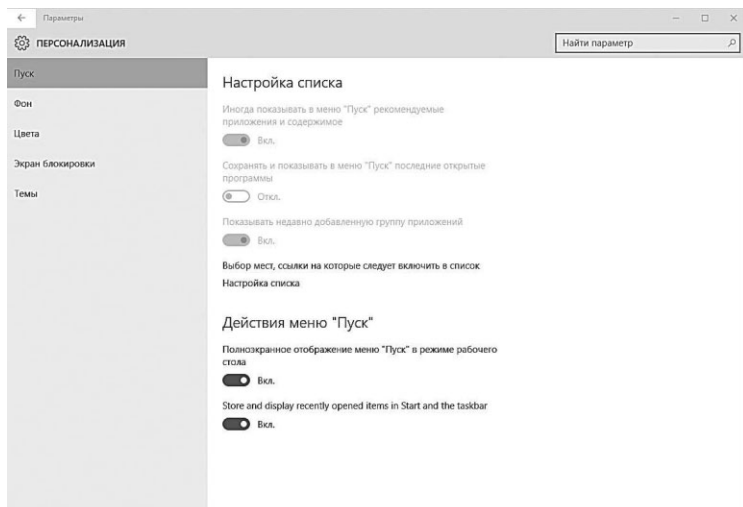 Параметры
ПЕРСОНАЛИЗАЦИЯ
Найти параметр
Пуск
Фон
Цвета
Экран блокировки
Темы
Настройка списка
Иногда показывать в меню "Пуск" рекомендуемые
приложения и содержимое
Вкл.
Сохранять и показывать в меню "Пуск" последние открытые
программы
Откл.
Показывать недавно добавленную группу приложений
Вкл.
Выбор мест, ссылки на которые следует включить в список
Настройка списка
Действия меню "Пуск"
Полноэкранное отображение меню "Пуск" в режиме рабочего
стола
Вкл.
Store and display recently opened items in Start and the taskbar
Вкл.